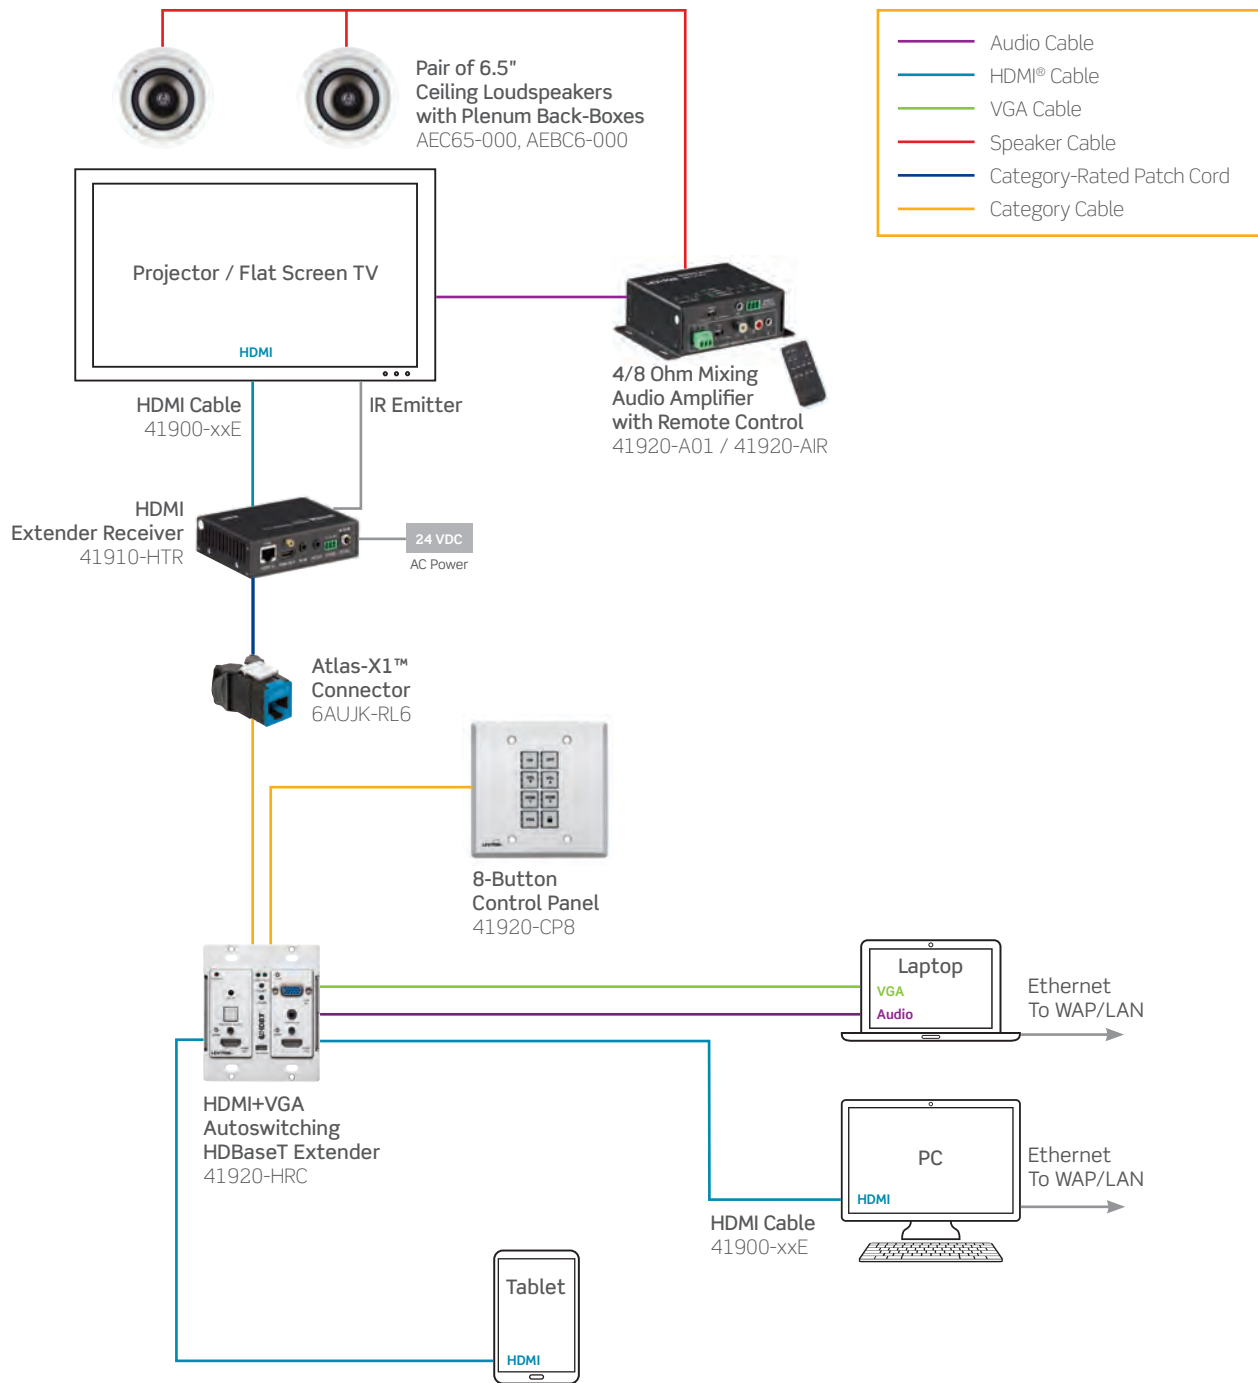 Pair of 6.5"
Ceiling Loudspeakers
with Plenum Back-Boxes
AEC65-000, AEBC6-000
Audio Cable
HDMI® Cable
VGA Cable
Speaker Cable
Category-Rated Patch Cord
Category Cable
Projector / Flat Screen TV
HDMI
4/8 Ohm Mixing
Audio Amplifier
with Remote Control
41920-A01 / 41920-AIR
HDMI Cable
41900-xxE
IR Emitter
HDMI
Extender Receiver
41910-HTR
24 VDC
AC Power
Atlas-X1™
Connector
6AUJK-RL6
8-Button
Control Panel
41920-CP8
Laptop
VGA
Audio
Ethernet
To WAP/LAN
HDMI+VGA
Autoswitching
HDBaseT Extender
41920-HRC
PC
HDMI
Ethernet
To WAP/LAN
HDMI Cable
41900-xxE
Tablet
HDMI